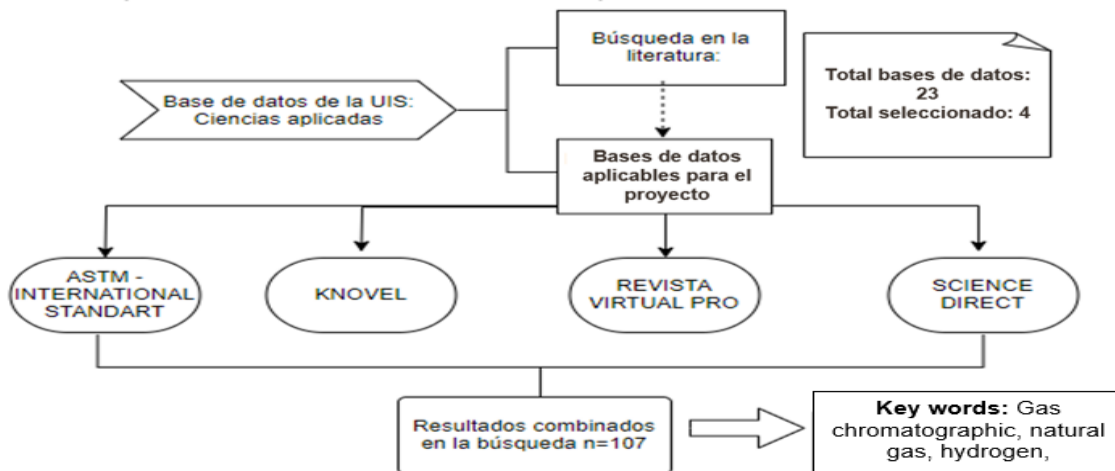 Búsqueda en la
literatura:
Total bases de datos:
23
Total seleccionado: 4
Base de datos de la UIS:
Ciencias aplicadas
Bases de datos
aplicables para el
proyecto
ASTM -
INTERNATIONAL
STANDART
KNOVEL
REVISTA
VIRTUAL PRO
SCIENCE
DIRECT
Resultados combinados
en la búsqueda n=107
Key words: Gas
chromatographic, natural
gas, hydrogen,